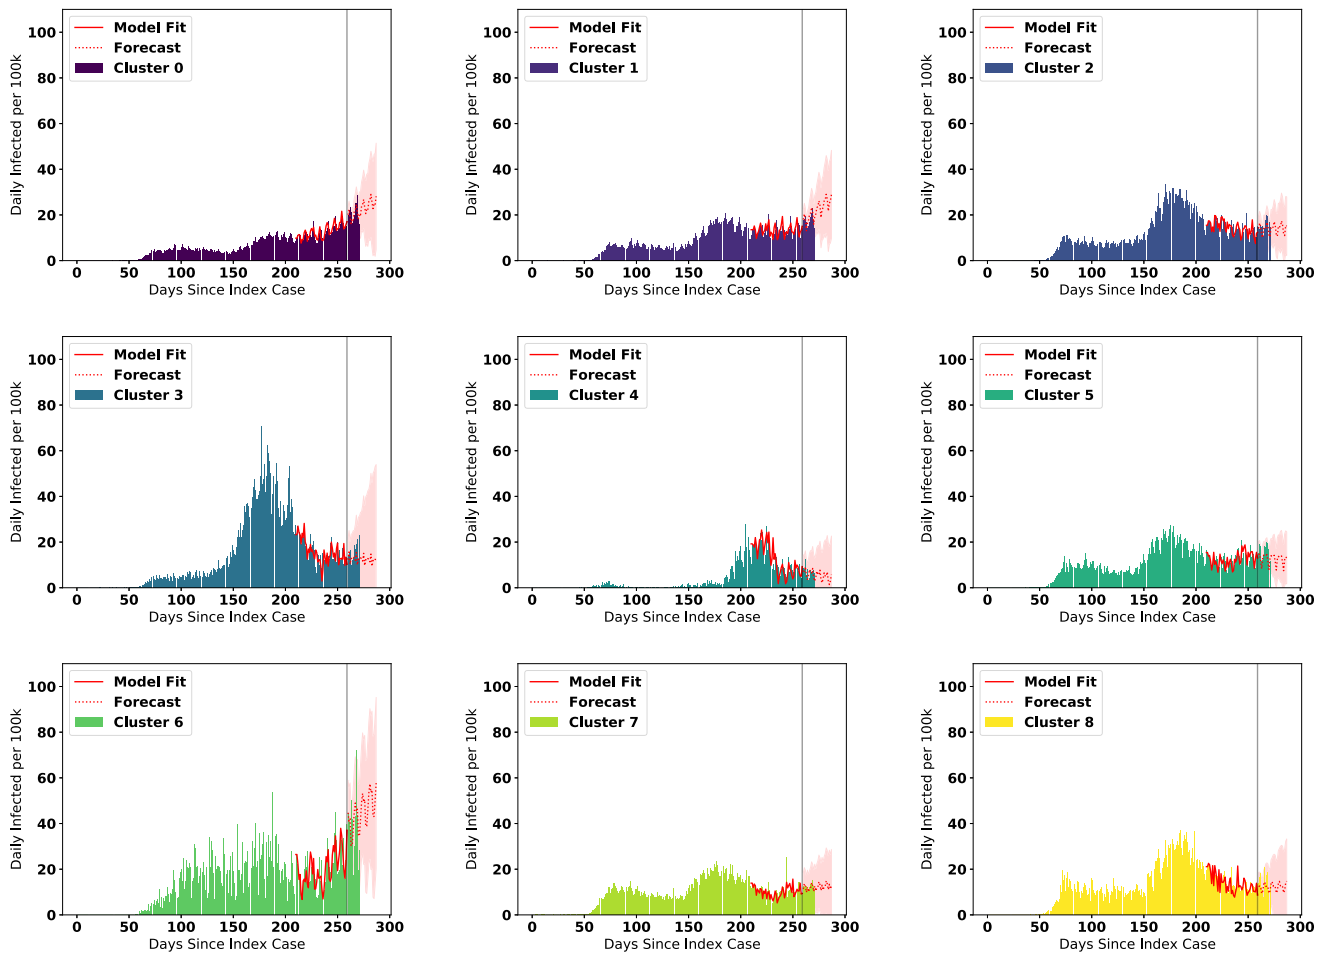 Daily Infected per 100k
100
80
60
40
20
0
Model Fit
Forecast
Cluster 0
0 50 100 150 200 250 300
Days Since Index Case
Daily Infected per 100k
100
80
60
40
20
0
Model Fit
Forecast
Cluster 1
0 50 100 150 200 250 300
Days Since Index Case
Daily Infected per 100k
100
80
60
40
20
0
Model Fit
Forecast
Cluster 2
0 50 100 150 200 250 300
Days Since Index Case
Daily Infected per 100k
100
80
60
40
20
0
Model Fit
Forecast
Cluster 3
0 50 100 150 200 250 300
Days Since Index Case
Daily Infected per 100k
100
80
60
40
20
0
Model Fit
Forecast
Cluster 4
0 50 100 150 200 250 300
Days Since Index Case
Daily Infected per 100k
100
80
60
40
20
0
Model Fit
Forecast
Cluster 5
0 50 100 150 200 250 300
Days Since Index Case
Daily Infected per 100k
100
80
60
40
20
0
Model Fit
Forecast
Cluster 6
0 50 100 150 200 250 300
Days Since Index Case
Daily Infected per 100k
100
80
60
40
20
0
Model Fit
Forecast
Cluster 7
0 50 100 150 200 250 300
Days Since Index Case
Daily Infected per 100k
100
80
60
40
20
0
Model Fit
Forecast
Cluster 8
0 50 100 150 200 250 300
Days Since Index Case